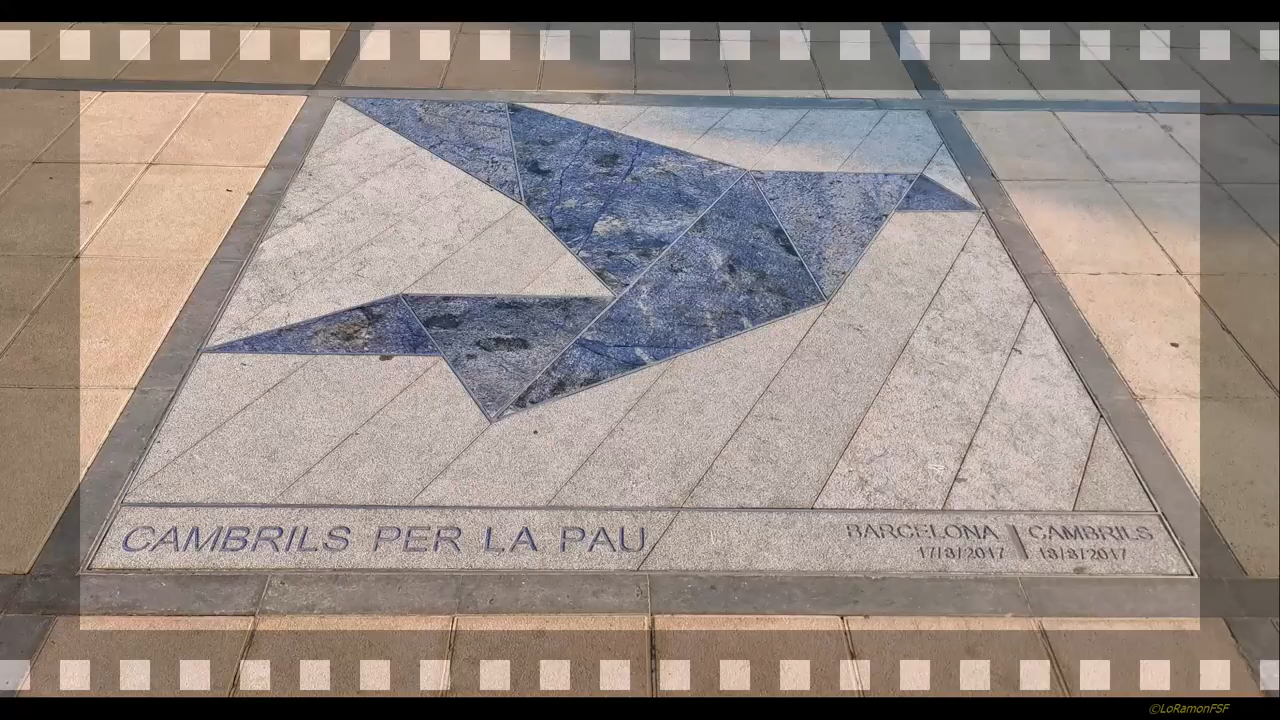 CAMBRILS PER LA PAU
BARCELONA | CAMBRILS
17/8/2017 | 18/8/2017
©LoRamonFSF